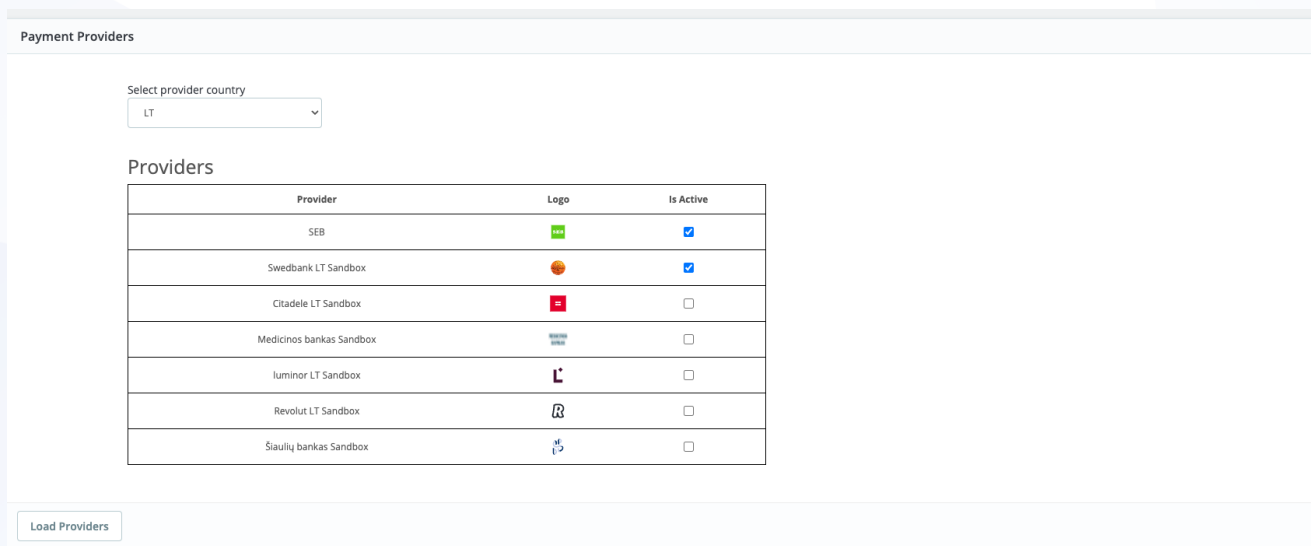 Payment Providers
Select provider country
LT
Providers
Provider Logo Is Active
SEB
Swedbank LT Sandbox
Citadele LT Sandbox
Medicinos bankas Sandbox
luminor LT Sandbox
Revolut LT Sandbox
Šiaulių bankas Sandbox
Load Providers